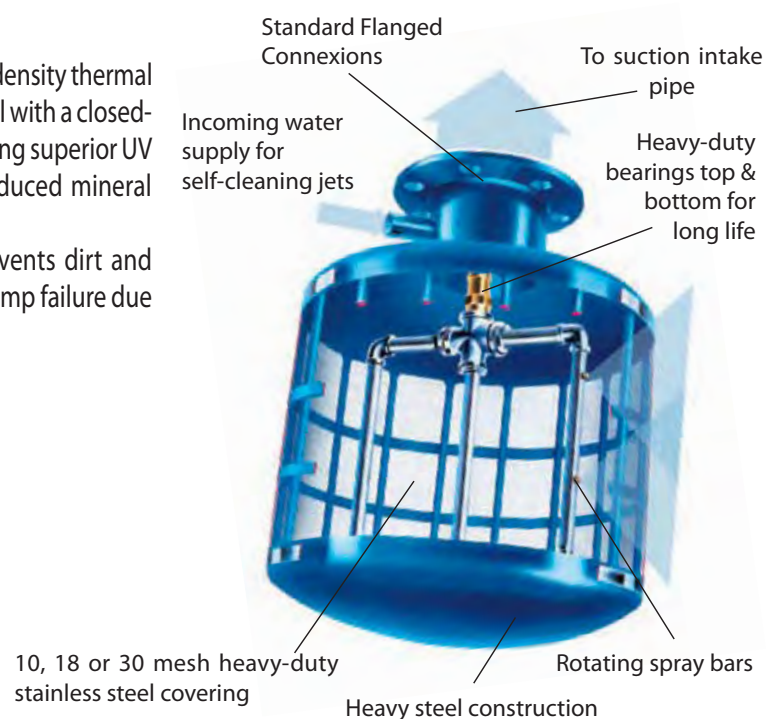 density thermal
l with a closed-
ng superior UV
duced mineral
vents dirt and
mp failure due
Standard Flanged
Connexions
To suction intake
pipe
Incoming water
supply for
self-cleaning jets
Heavy-duty
bearings top &
bottom for
long life
10, 18 or 30 mesh heavy-duty
stainless steel covering
Rotating spray bars
Heavy steel construction